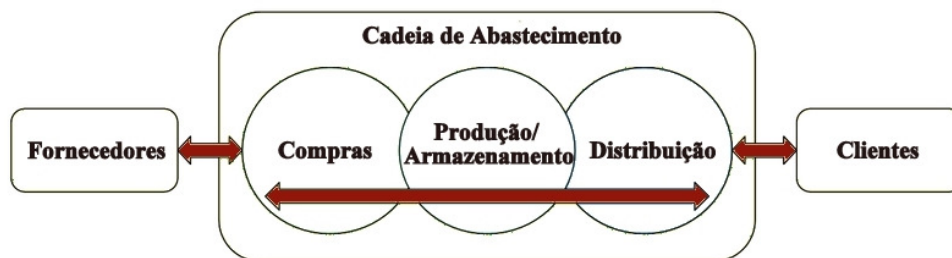 Cadeia de Abastecimento
Fornecedores
Compras
Produção/
Armazenamento
Distribuição
Clientes